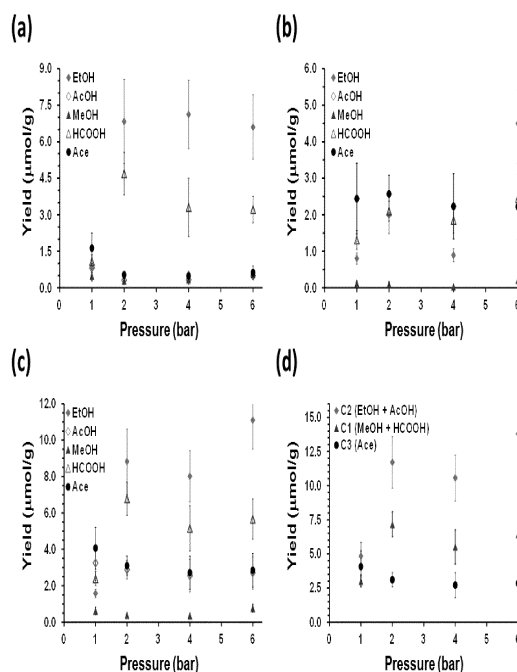 (a)
Yield (µmol/g)
9.0
7.5
6.0
4.5
3.0
1.5
0.0
EtOH
AcOH
MeOH
HCOOH
Ace
0 1 2 3 4 5 6
Pressure (bar)
(b)
Yield (µmol/g)
6.0
5.0
4.0
3.0
2.0
1.0
0.0
EtOH
AcOH
MeOH
HCOOH
Ace
0 1 2 3 4 5 6
Pressure (bar)
(c)
Yield (µmol/g)
12.0
10.0
8.0
6.0
4.0
2.0
0.0
EtOH
AcOH
MeOH
HCOOH
Ace
0 1 2 3 4 5 6
Pressure (bar)
(d)
Yield (µmol/g)
15.0
12.5
10.0
7.5
5.0
2.5
0.0
C2 (EtOH + AcOH)
C1 (MeOH + HCOOH)
C3 (Ace)
0 1 2 3 4 5 6
Pressure (bar)